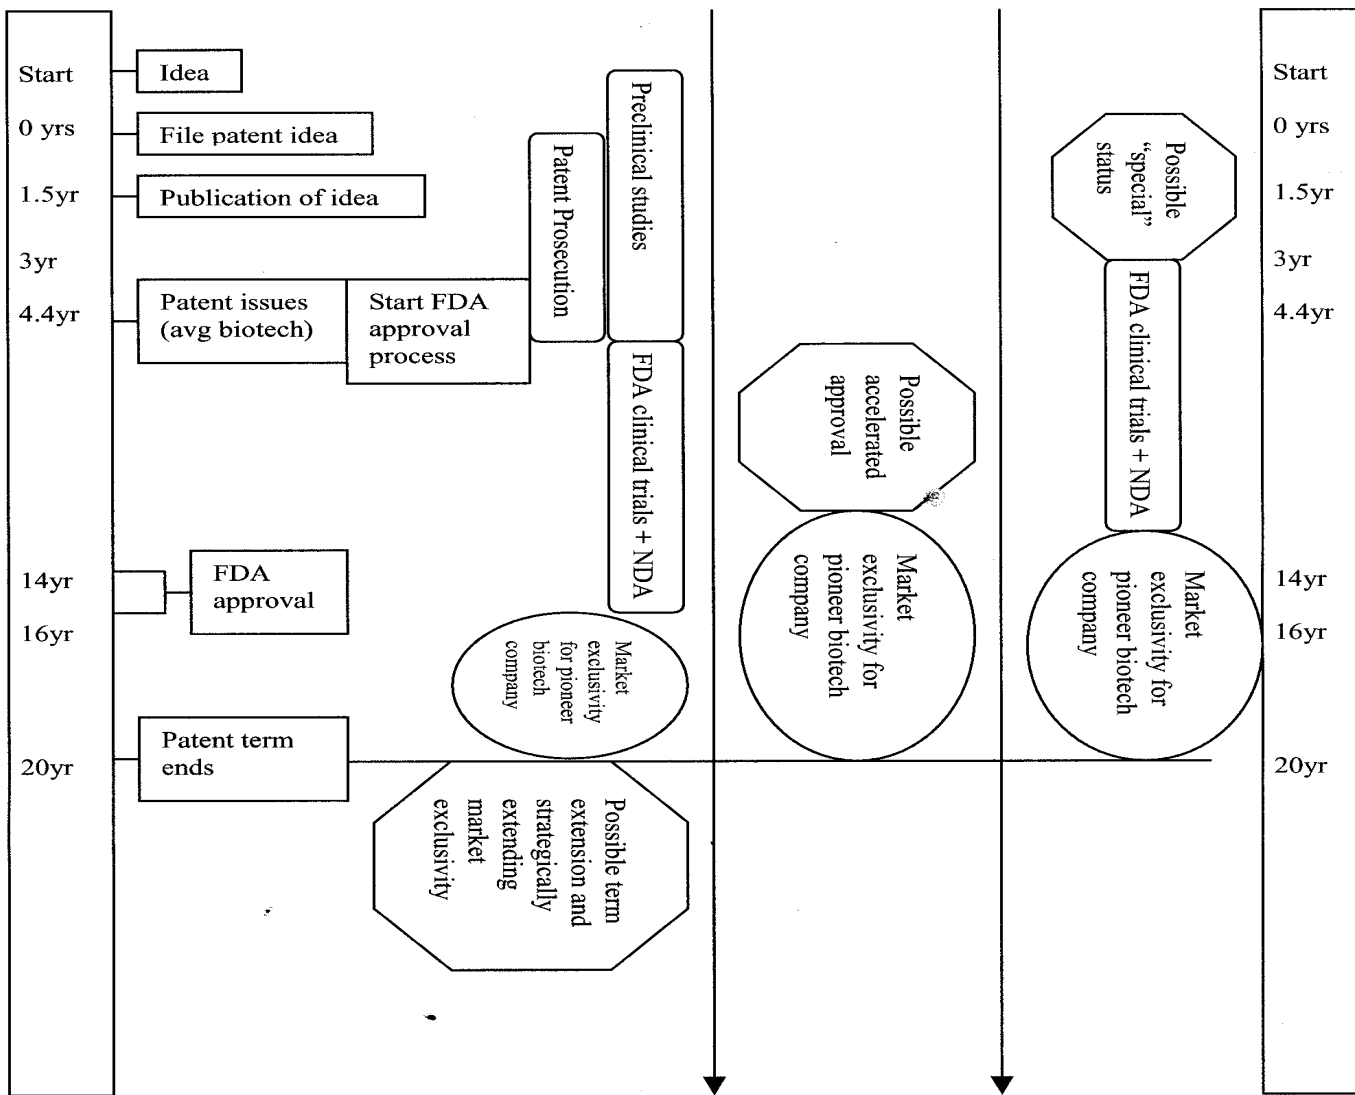 Start
0 yrs
1.5yr
3yr
4.4yr
14yr
16yr
20yr
Idea
File patent idea
Publication of idea
Patent issues
(avg biotech)
Start FDA
approval
process
FDA
approval
Patent term
ends
Patent Prosecution
Preclinical studies
FDA clinical trials + NDA
Market
exclusivity
for pioneer
biotech
company
Possible term
extension and
strategically
extending
market
exclusivity
Possible
accelerated
approval
Market
exclusivity for
pioneer biotech
company
Possible
“special”
status
FDA clinical trials + NDA
Market
exclusivity for
pioneer biotech
company
Start
0 yrs
1.5yr
3yr
4.4yr
14yr
16yr
20yr